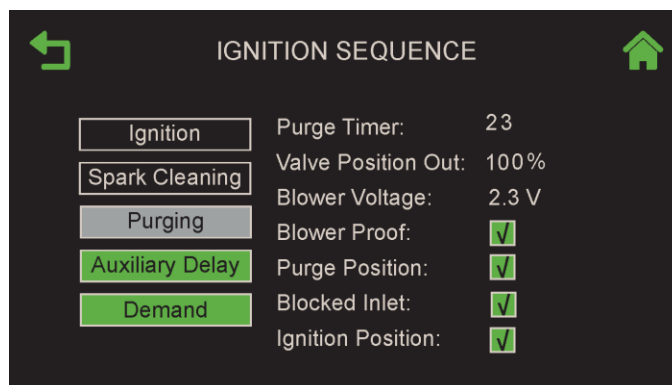 IGNITION SEQUENCE
Ignition
Spark Cleaning
Purging
Auxiliary Delay
Demand
Purge Timer: 23
Valve Position Out: 100%
Blower Voltage: 2.3 V
Blower Proof: √
Purge Position: √
Blocked Inlet: √
Ignition Position: √